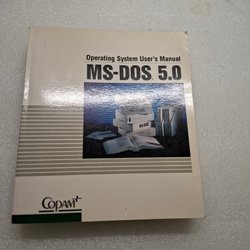 Operating System User's Manual
MS-DOS 5.0
COPAM